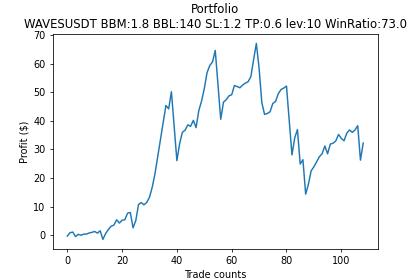 Portfolio
WAVESUSDT BBM:1.8 BBL:140 SL:1.2 TP:0.6 lev:10 WinRatio:73.0
70
60
50
40
30
20
10
0
Profit ($)
0 20 40 60 80 100
Trade counts